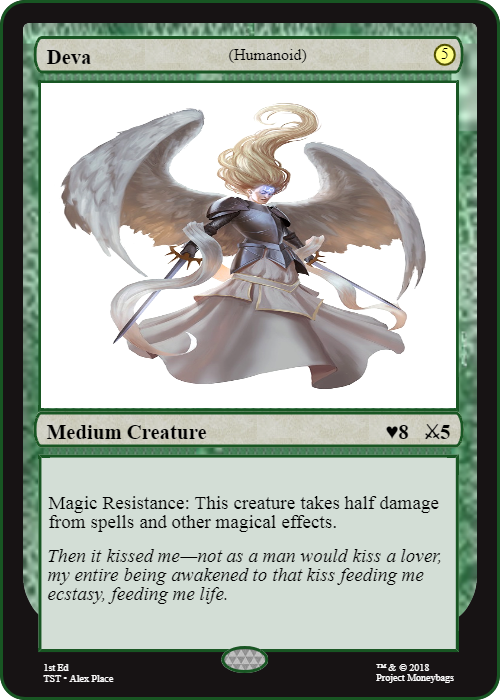 Deva (Humanoid) 5
Medium Creature ♥8 ⚔5
Magic Resistance: This creature takes half damage
from spells and other magical effects.
Then it kissed me—not as a man would kiss a lover,
my entire being awakened to that kiss feeding me
ecstasy, feeding me life.
1st Ed
TST • Alex Place
™ & © 2018
Project Moneybags